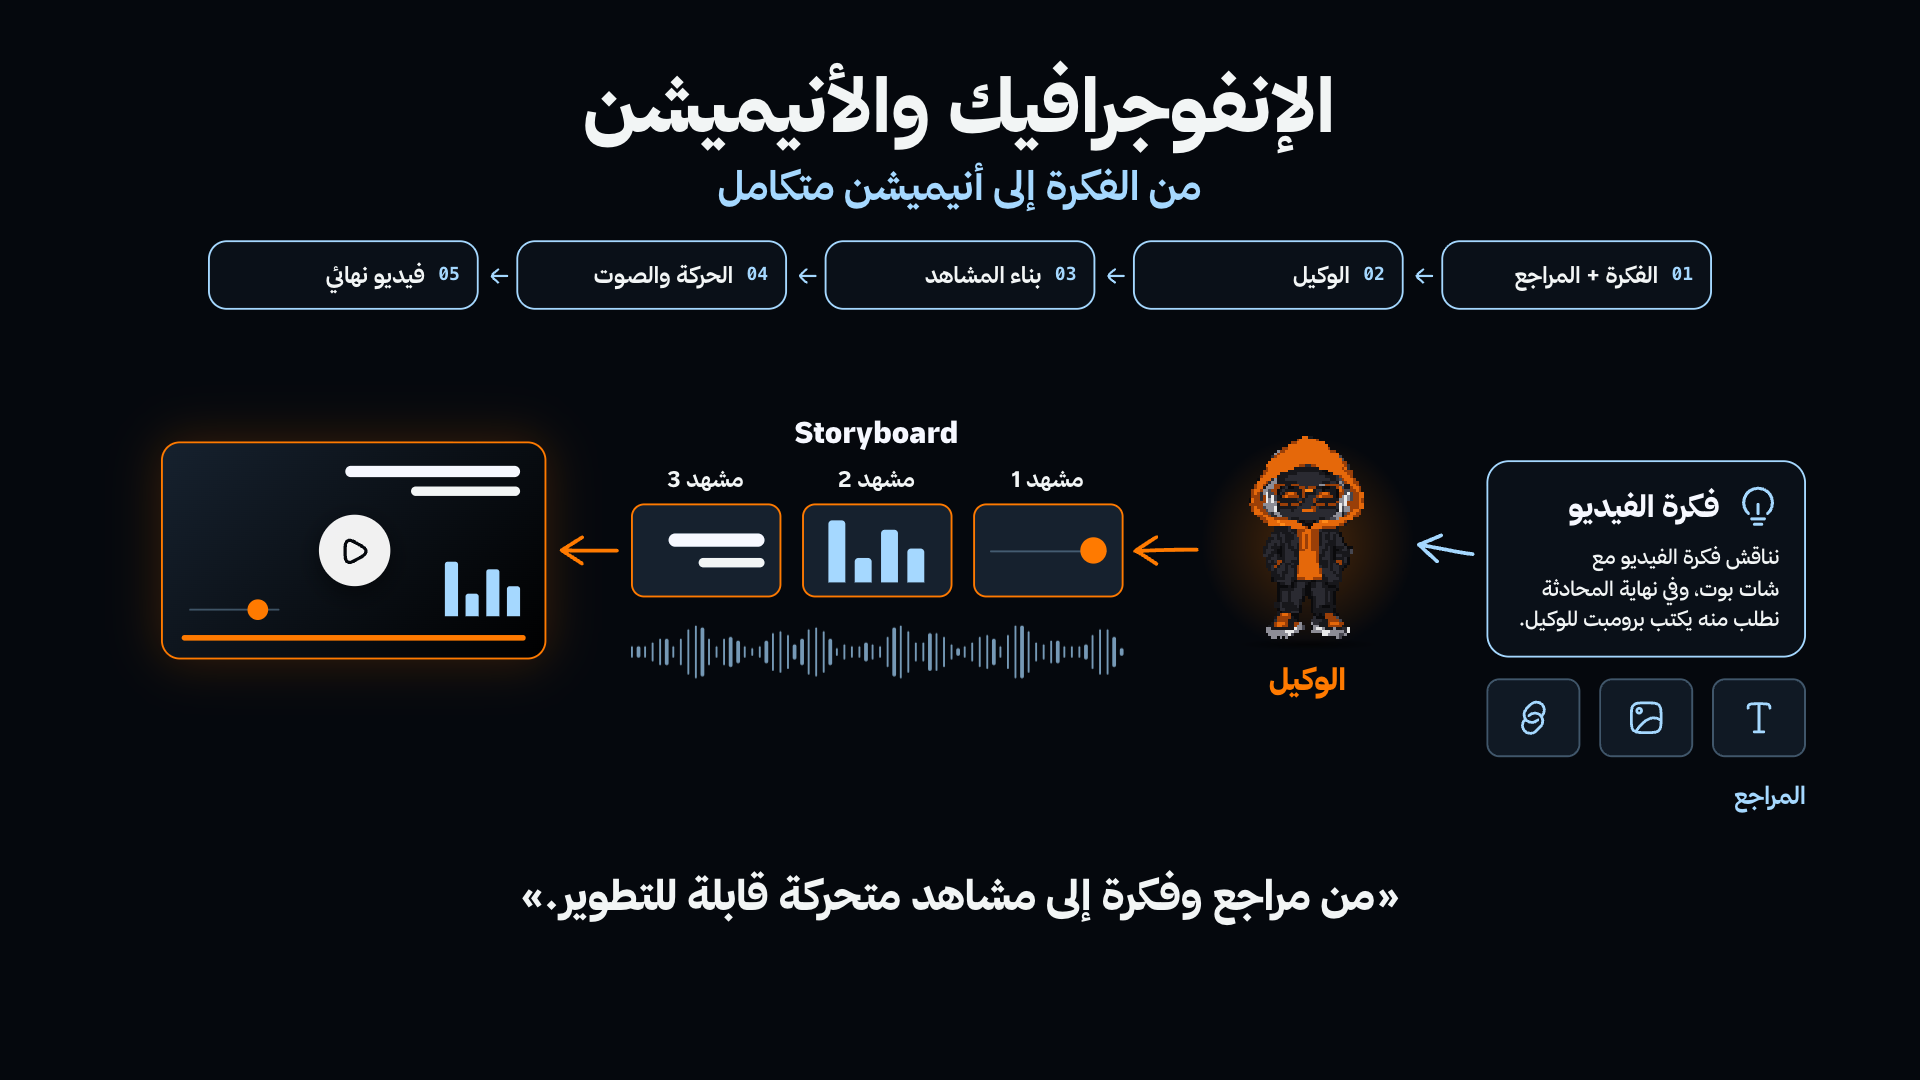 الإنفوجرافيك والأنيميشن
من الفكرة إلى أنيميشن متكامل
01 الفكرة + المراجع
02 الوكيل
03 بناء المشاهد
04 الحركة والصوت
05 فيديو نهائي
فكرة الفيديو
نناقش فكرة الفيديو مع
شات بوت، وفي نهاية المحادثة
نطلب منه يكتب برومبت للوكيل.
المراجع
الوكيل
Storyboard
مشهد 1
مشهد 2
مشهد 3
«من مراجع وفكرة إلى مشاهد متحركة قابلة للتطوير.»